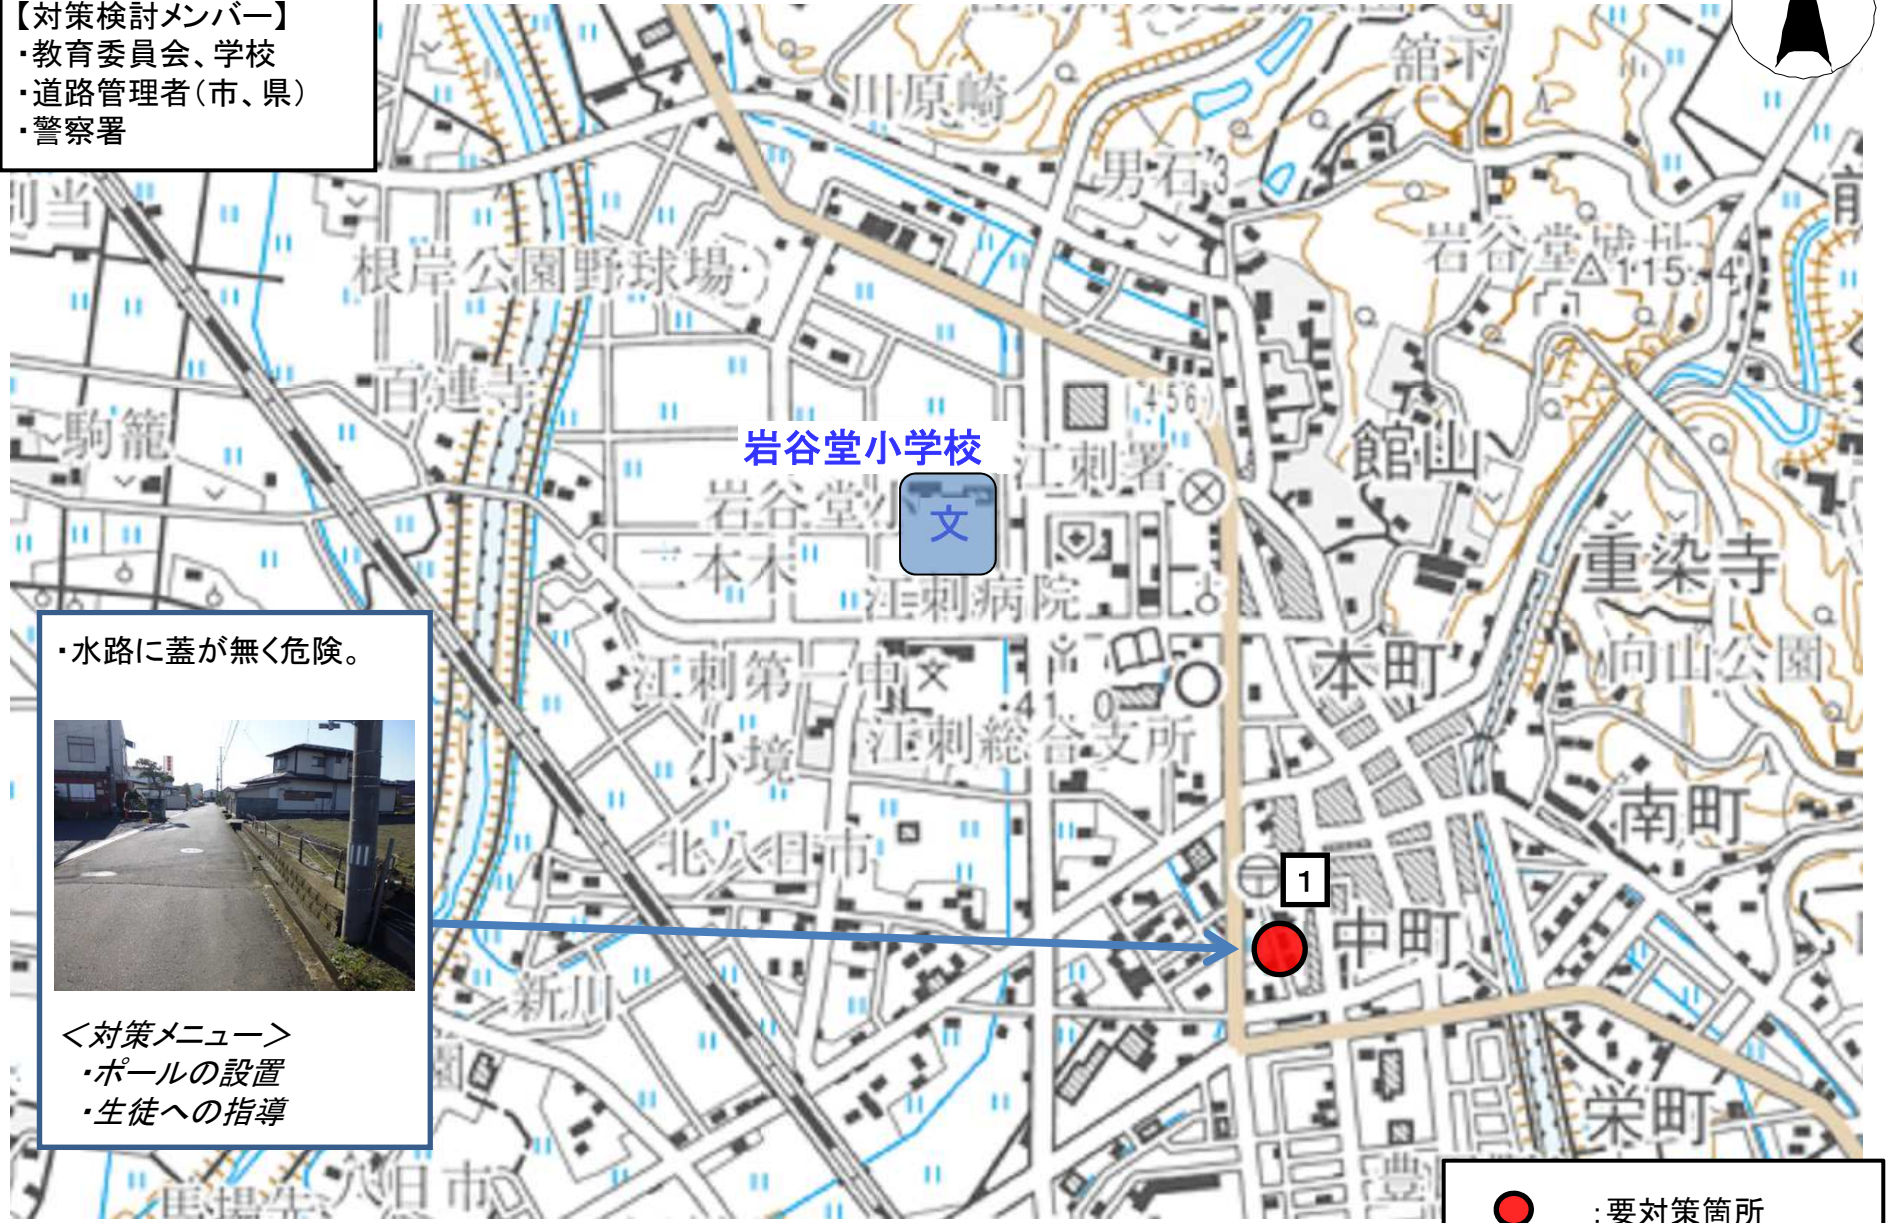 【対策検討メンバー】
・教育委員会、学校
・道路管理者(市、県)
・警察署
川原崎
舘下
男石
73
根岸公園野球場
岩谷堂城址
115.4
百蓮寺
駒籠
456
館山
岩谷堂小学校
江刺署
岩谷堂小
文
二本木
江刺病院
重染寺
向山公園
本町
江刺第一中
41
江刺総合支所
小境
南町
北八日市
1
中町
新川
栄町
八日市
・水路に蓋が無く危険。
<対策メニュー>
・ポールの設置
・生徒への指導
:要対策箇所